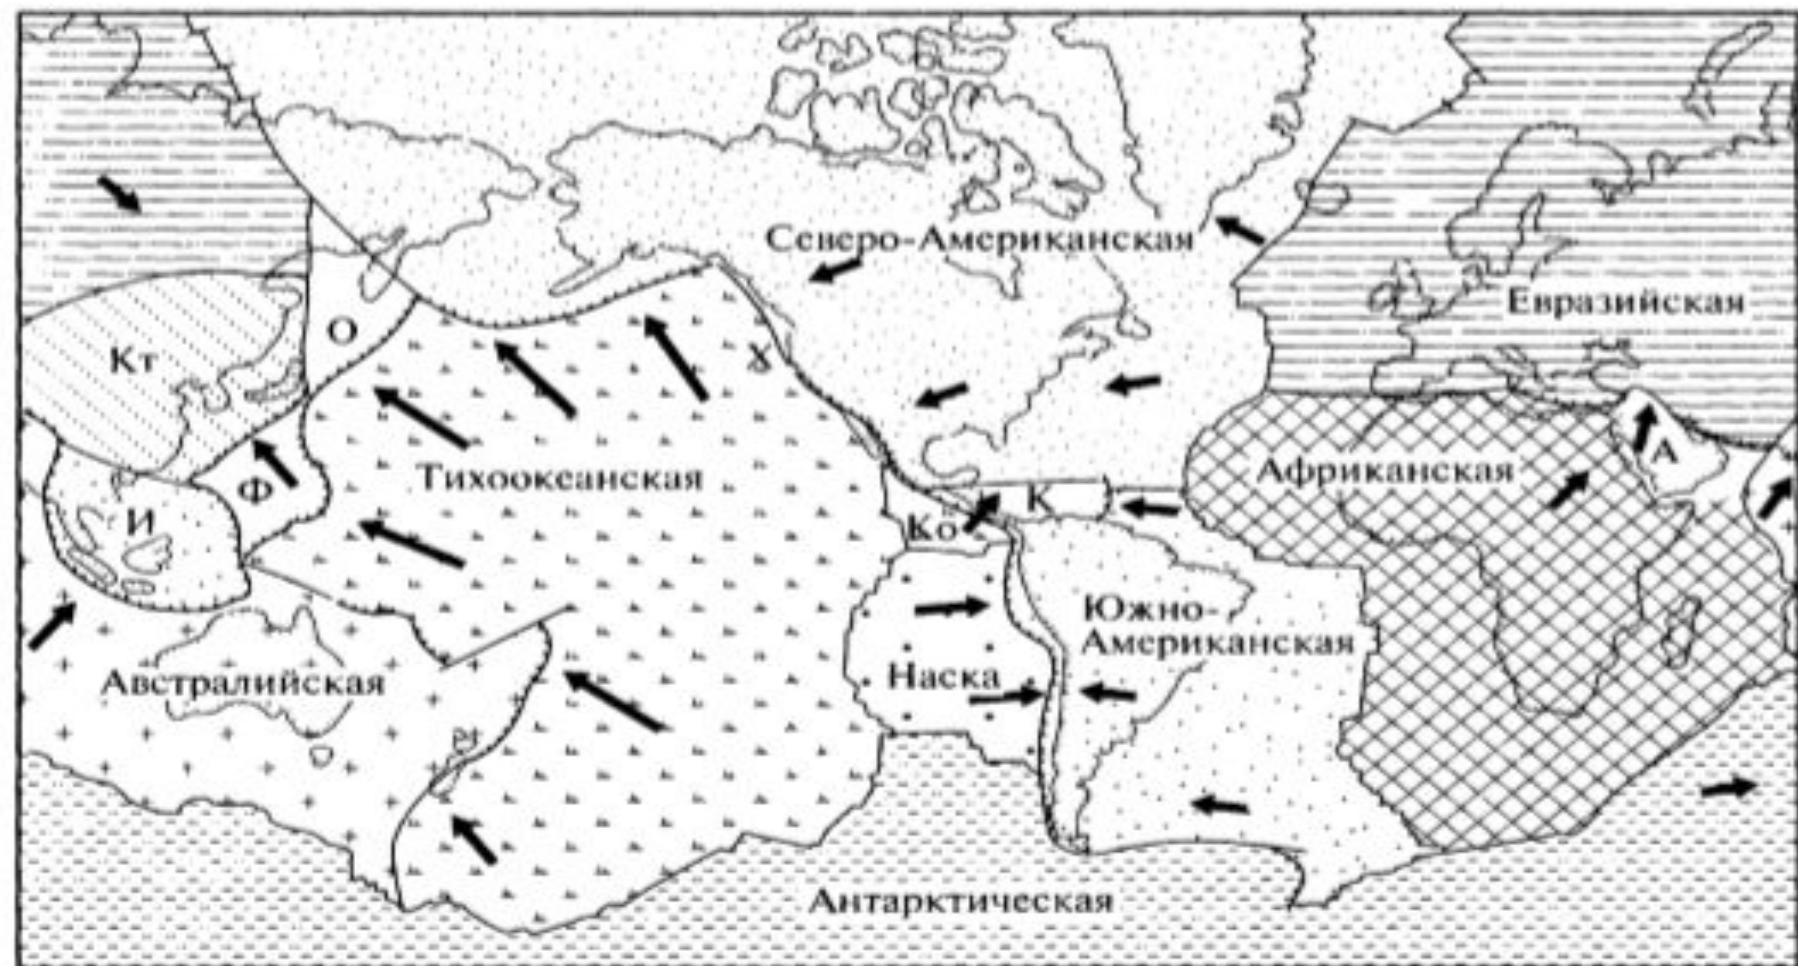 Северо-Американская
Евразийская
О
Кт
Х
Тихоокеанская
Африканская
А
Ф
К
И
Ко
Южно-
Американская
Австралийская
Наска
Антарктическая